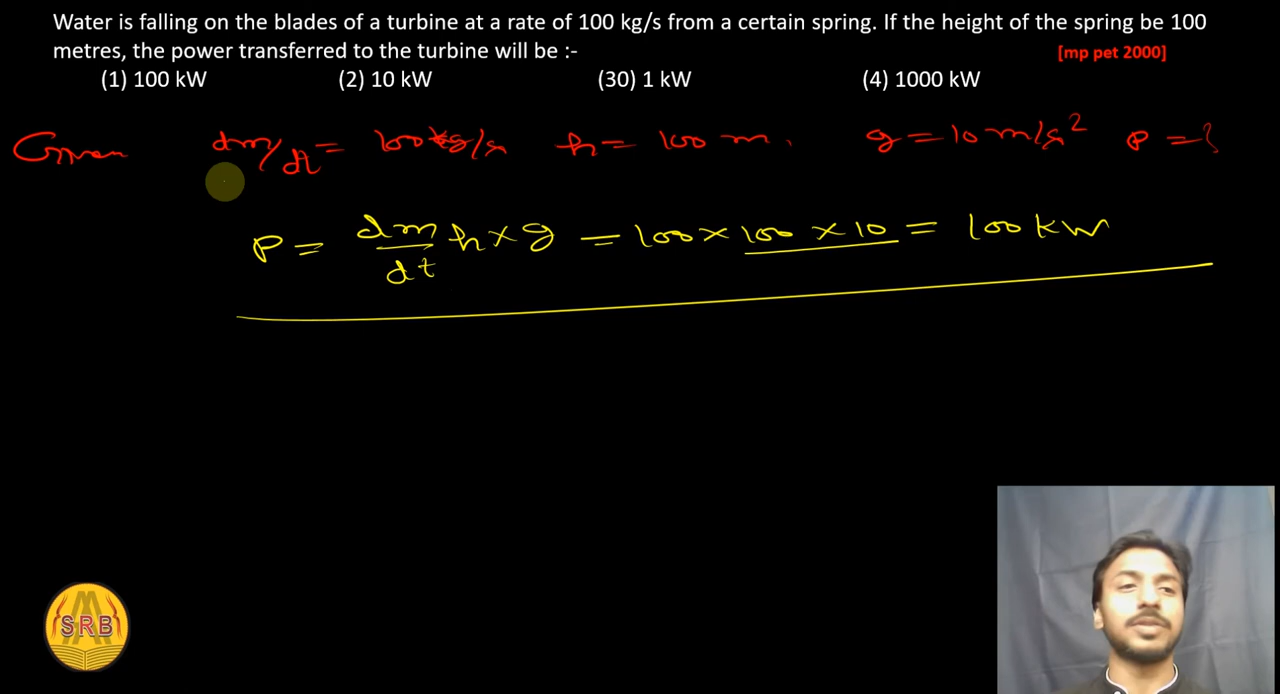 Water is falling on the blades of a turbine at a rate of 100 kg/s from a certain spring. If the height of the spring be 100
metres, the power transferred to the turbine will be :-
[mp pet 2000]
(1) 100 kW (2) 10 kW (30) 1 kW (4) 1000 kW
Given dm/dt = 100 kg/s h = 100 m. g = 10 m/s² P = ?
P = dm/dt h × g = 100 × 100 × 10 = 100 kW
SRB